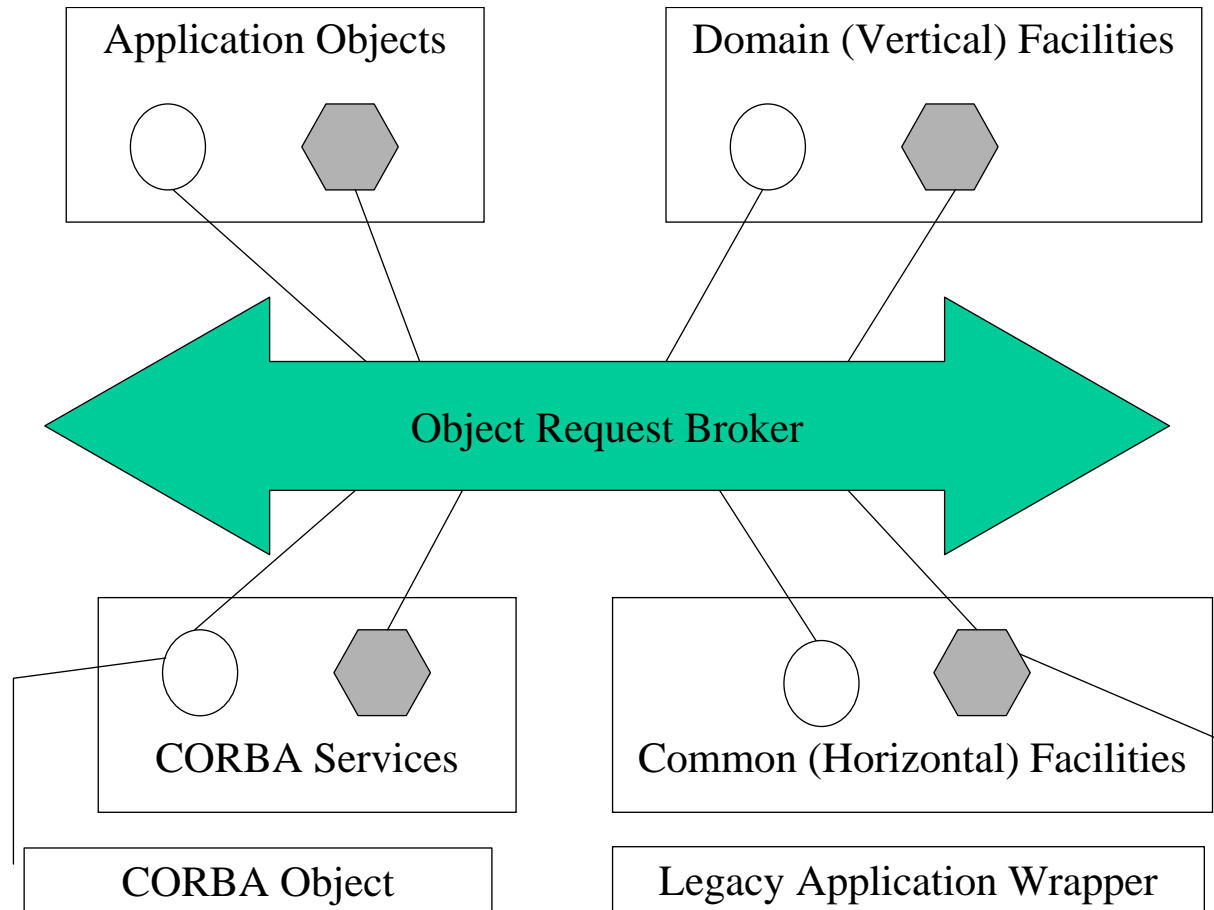 Application Objects
Domain (Vertical) Facilities
Object Request Broker
CORBA Services
Common (Horizontal) Facilities
CORBA Object
Legacy Application Wrapper